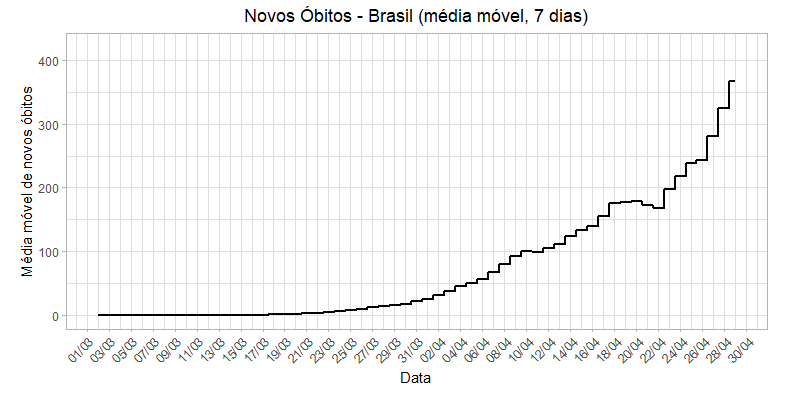 Novos Óbitos - Brasil (média móvel, 7 dias)
Média móvel de novos óbitos
400
300
200
100
0
01/03 03/03 05/03 07/03 09/03 11/03 13/03 15/03 17/03 19/03 21/03 23/03 25/03 27/03 29/03 31/03 02/04 04/04 06/04 08/04 10/04 12/04 14/04 16/04 18/04 20/04 22/04 24/04 26/04 28/04 30/04
Data